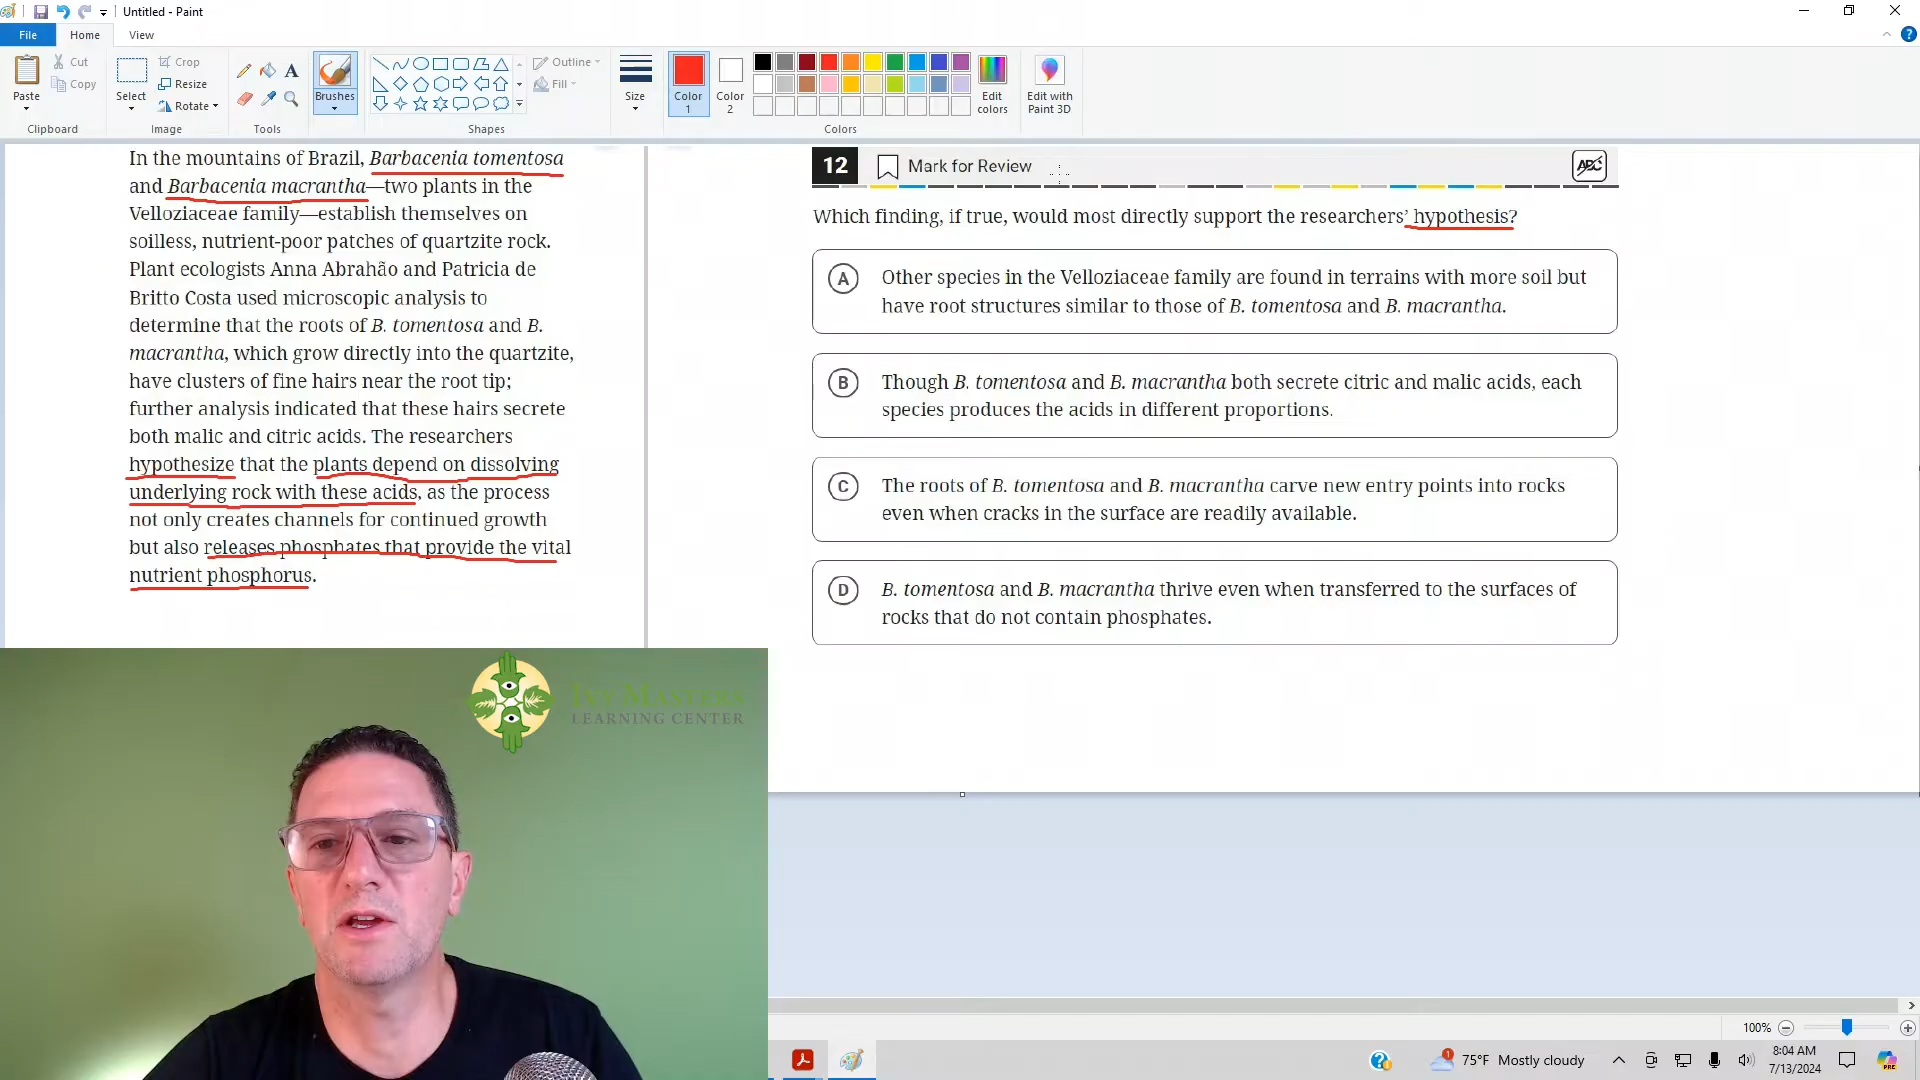 Untitled - Paint
File
Home
View
Paste
Cut
Copy
Clipboard
Select
Crop
Resize
Rotate
Image
Tools
Brushes
Outline
Fill
Shapes
Size
Color 1
Color 2
Edit colors
Colors
Edit with Paint 3D
In the mountains of Brazil, Barbacenia tomentosa
and Barbacenia macrantha—two plants in the
Velloziaceae family—establish themselves on
soilless, nutrient-poor patches of quartzite rock.
Plant ecologists Anna Abrahão and Patricia de
Britto Costa used microscopic analysis to
determine that the roots of B. tomentosa and B.
macrantha, which grow directly into the quartzite,
have clusters of fine hairs near the root tip;
further analysis indicated that these hairs secrete
both malic and citric acids. The researchers
hypothesize that the plants depend on dissolving
underlying rock with these acids, as the process
not only creates channels for continued growth
but also releases phosphates that provide the vital
nutrient phosphorus.
12 Mark for Review ABC
Which finding, if true, would most directly support the researchers’ hypothesis?
A Other species in the Velloziaceae family are found in terrains with more soil but
have root structures similar to those of B. tomentosa and B. macrantha.
B Though B. tomentosa and B. macrantha both secrete citric and malic acids, each
species produces the acids in different proportions.
C The roots of B. tomentosa and B. macrantha carve new entry points into rocks
even when cracks in the surface are readily available.
D B. tomentosa and B. macrantha thrive even when transferred to the surfaces of
rocks that do not contain phosphates.
IVY MASTERS
LEARNING CENTER
100%
1
75°F Mostly cloudy
8:04 AM
7/13/2024
PRE